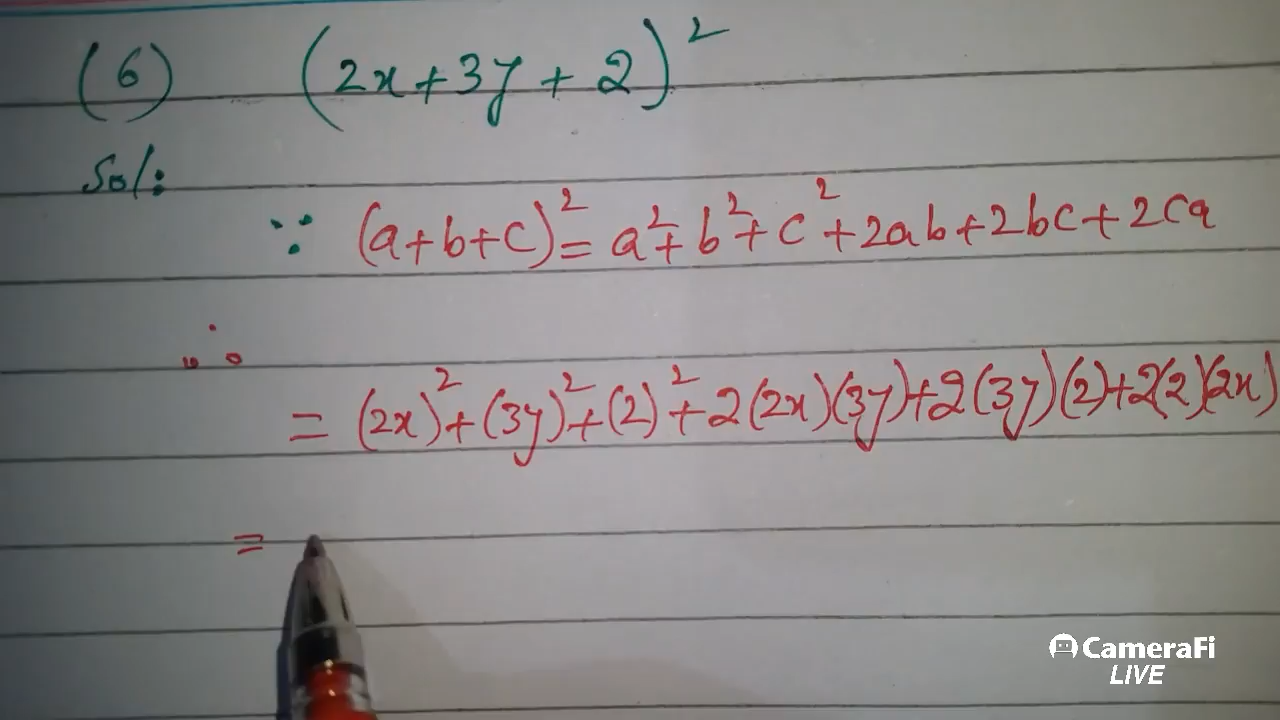 (6) (2x+3y+2)²
Sol:
∵ (a+b+c)² = a²+b²+c²+2ab+2bc+2ca
∴
= (2x)²+(3y)²+(2)²+2(2x)(3y)+2(3y)(2)+2(2)(2x)
=
CameraFi
LIVE